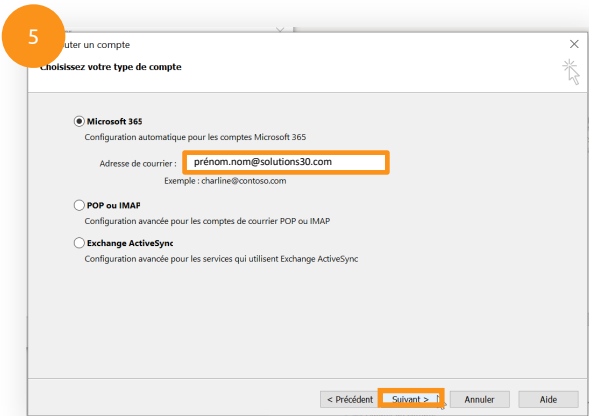 5
uter un compte
Choisissez votre type de compte
Microsoft 365
Configuration automatique pour les comptes Microsoft 365
Adresse de courrier : prénom.nom@solutions30.com
Exemple : charline@contoso.com
POP ou IMAP
Configuration avancée pour les comptes de courrier POP ou IMAP
Exchange ActiveSync
Configuration avancée pour les services qui utilisent Exchange ActiveSync
< Précédent Suivant > Annuler Aide